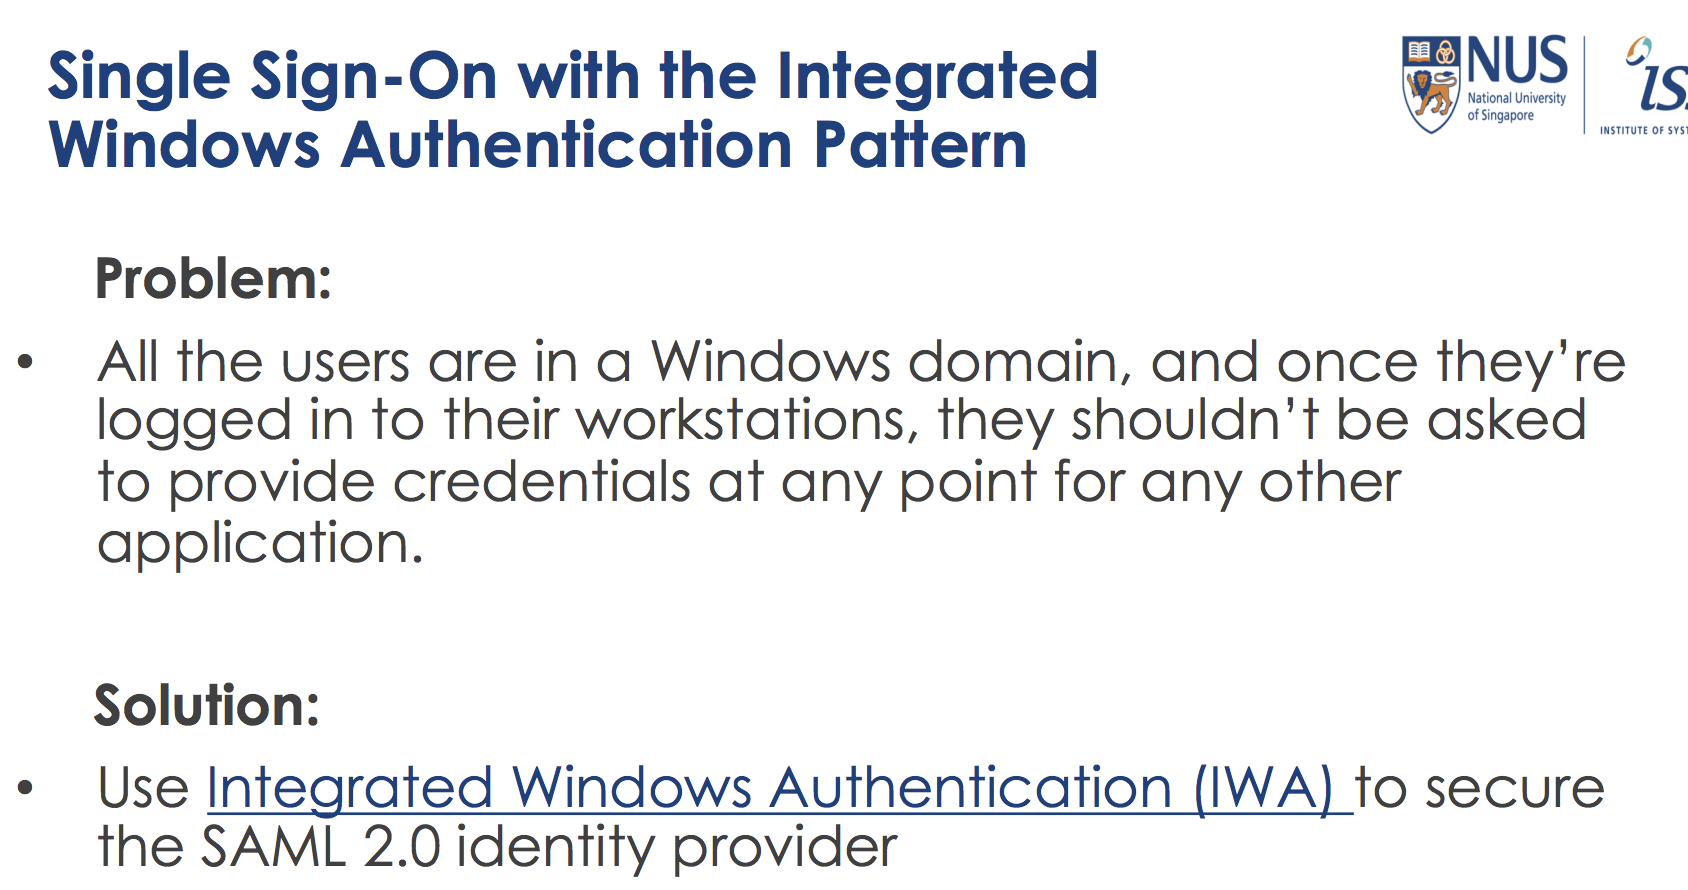 Single Sign-On with the Integrated
Windows Authentication Pattern
NUS
National University
of Singapore
INSTITUTE OF
Problem:
• All the users are in a Windows domain, and once they’re
logged in to their workstations, they shouldn’t be asked
to provide credentials at any point for any other
application.
Solution:
• Use Integrated Windows Authentication (IWA) to secure
the SAML 2.0 identity provider